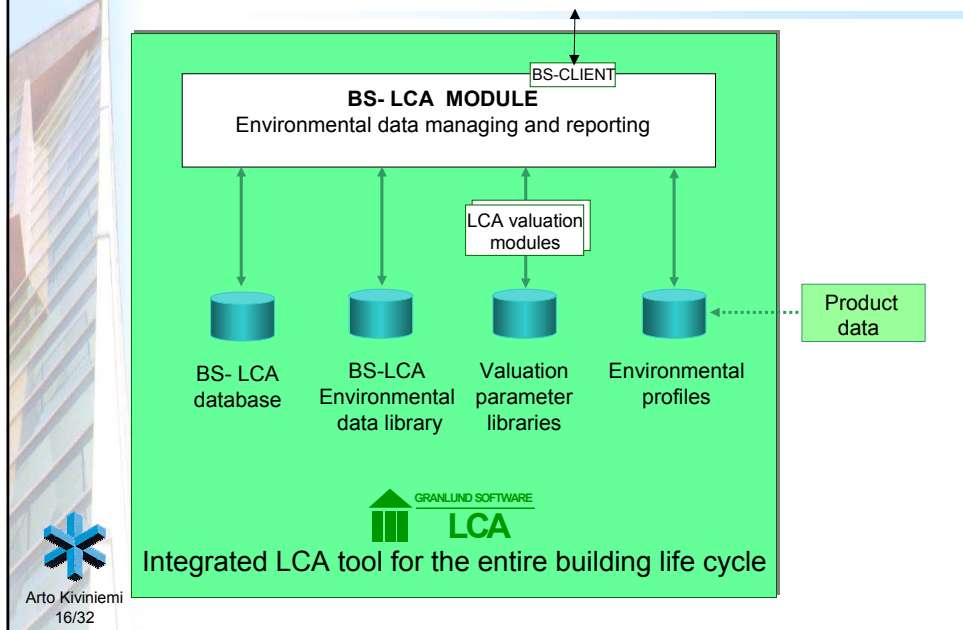 BS-CLIENT
BS- LCA MODULE
Environmental data managing and reporting
LCA valuation
modules
Product
data
BS- LCA
database
BS-LCA
Environmental
data library
Valuation
parameter
libraries
Environmental
profiles
GRANLUND SOFTWARE
LCA
Integrated LCA tool for the entire building life cycle
Arto Kiviniemi
16/32